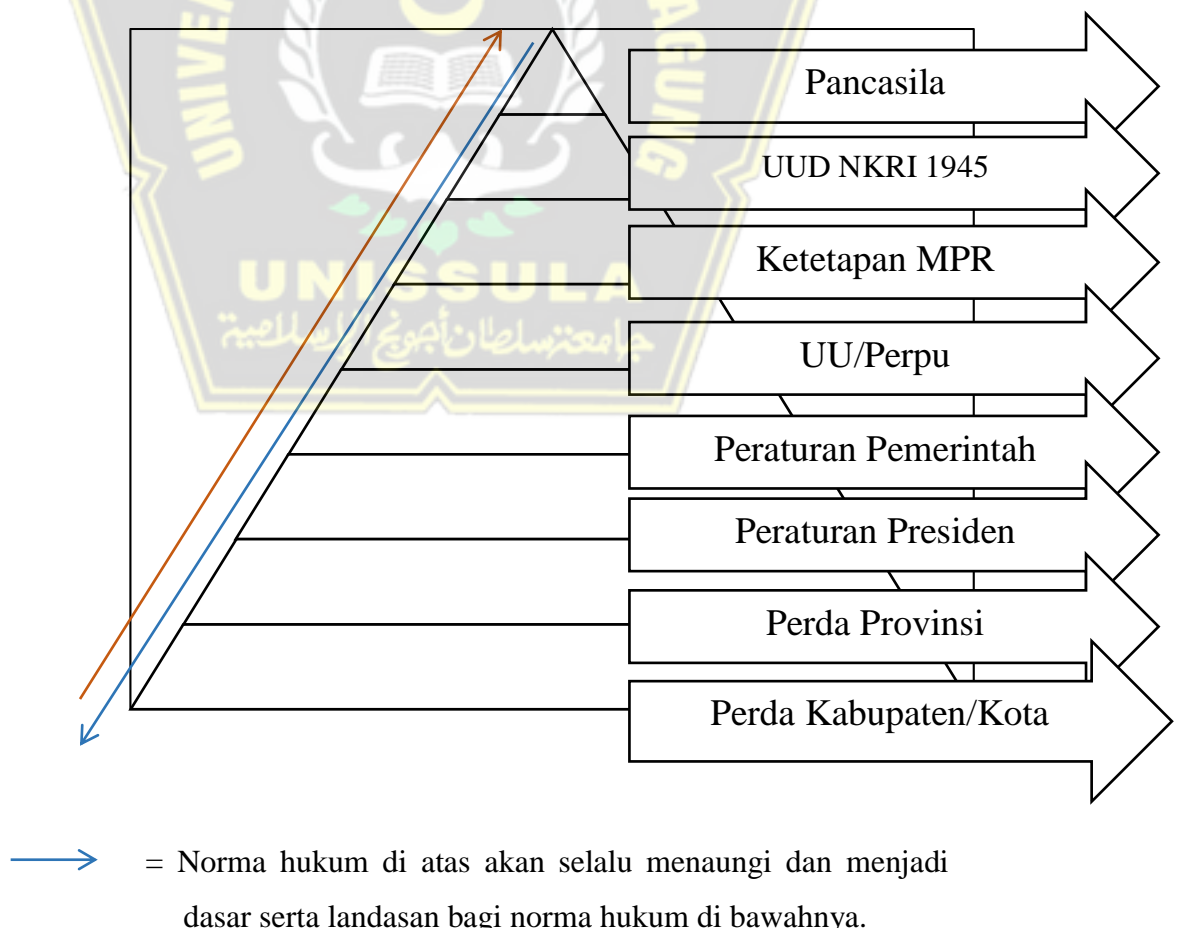 Pancasila
UUD NKRI 1945
Ketetapan MPR
UU/Perpu
Peraturan Pemerintah
Peraturan Presiden
Perda Provinsi
Perda Kabupaten/Kota
UNISSULA
= Norma hukum di atas akan selalu menaungi dan menjadi
dasar serta landasan bagi norma hukum di bawahnya.